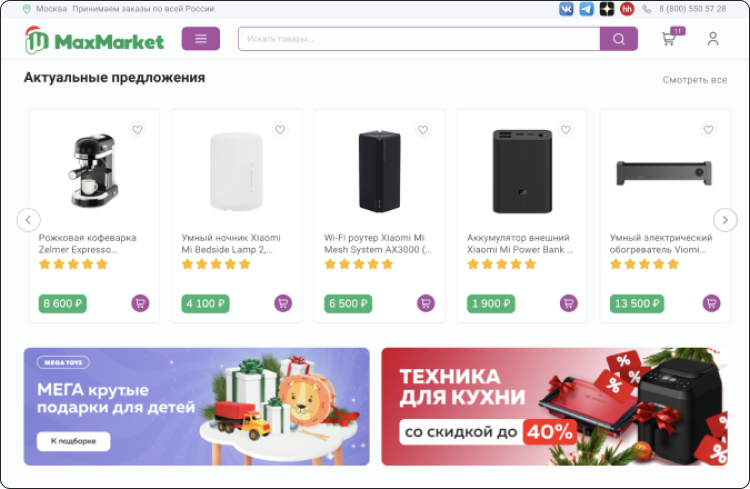 Москва Принимаем заказы по всей России
hh
8 (800) 550 57 28
MaxMarket
Искать товары...
11
Актуальные предложения
Смотреть все
Рожковая кофеварка
Zelmer Espresso...
8 600 ₽
Умный ночник Xiaomi
Mi Bedside Lamp 2,...
4 100 ₽
Wi-Fi роутер Xiaomi Mi
Mesh System AX3000 (...
6 500 ₽
Аккумулятор внешний
Xiaomi Mi Power Bank ...
1 900 ₽
Умный электрический
обогреватель Viomi...
13 500 ₽
MEGA TOYS
МЕГА крутые
подарки для детей
К подборке
ТЕХНИКА
ДЛЯ КУХНИ
со скидкой до 40%
%
%
%
%
%